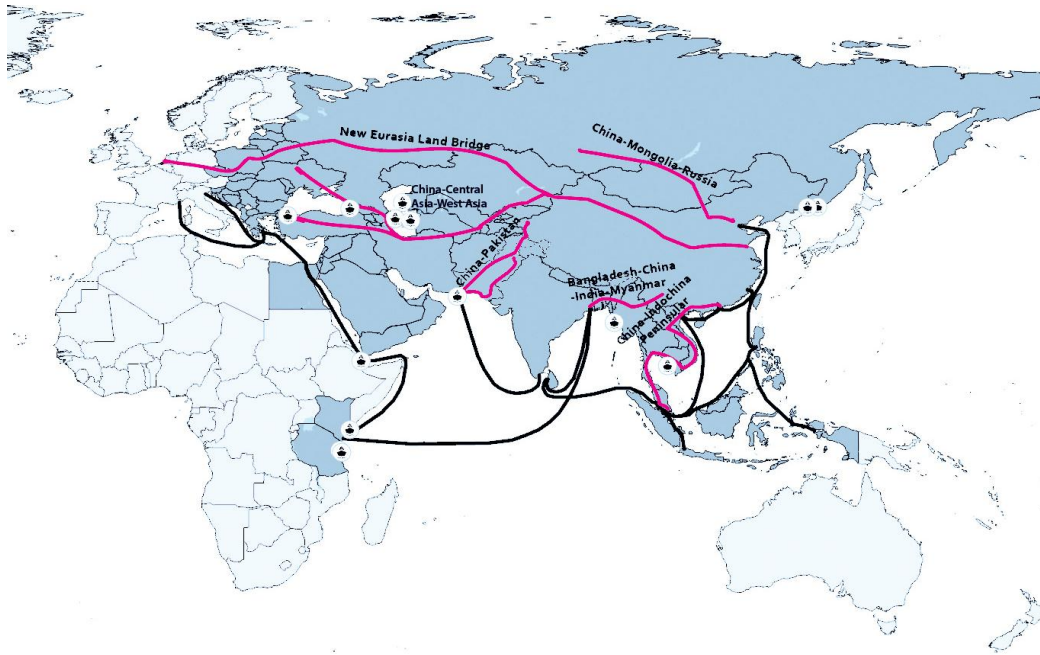 New Eurasia Land Bridge
China-Mongolia-Russia
China-Central
Asia-West Asia
China-Pakistan
Bangladesh-China
-India-Myanmar
China-Indochina
Peninsular